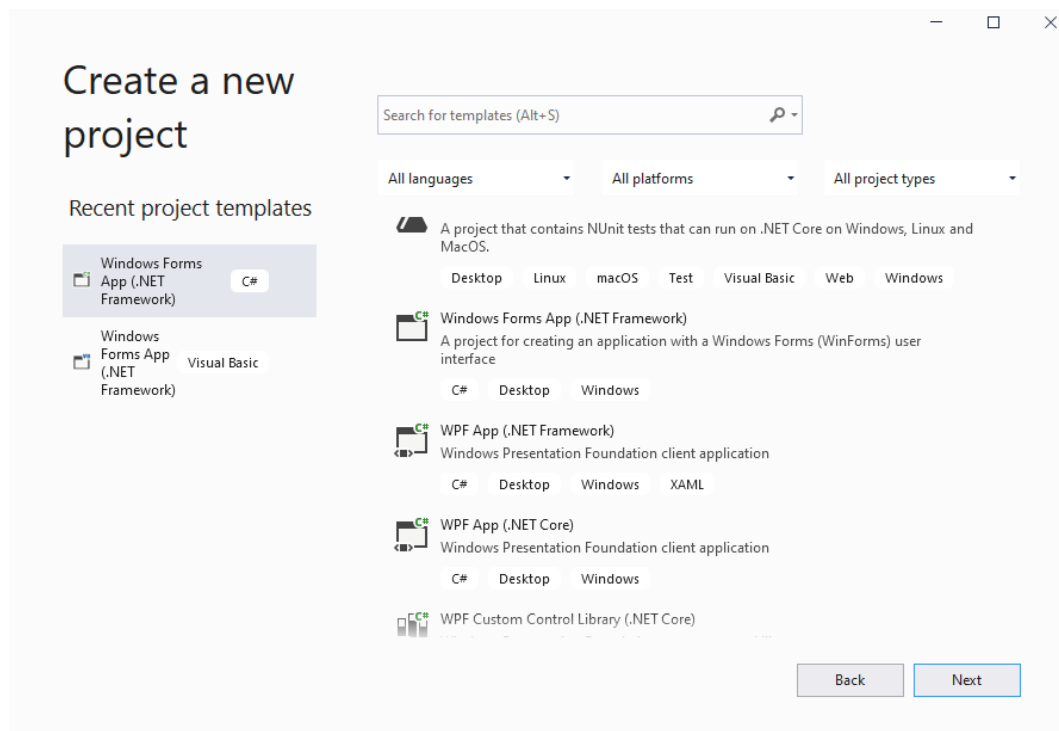 Create a new
project
Recent project templates
Windows Forms
App (.NET
Framework)
C#
Windows
Forms App
(.NET
Framework)
Visual Basic
Search for templates (Alt+S)
All languages
All platforms
All project types
A project that contains NUnit tests that can run on .NET Core on Windows, Linux and
MacOS.
Desktop Linux macOS Test Visual Basic Web Windows
Windows Forms App (.NET Framework)
A project for creating an application with a Windows Forms (WinForms) user
interface
C# Desktop Windows
WPF App (.NET Framework)
Windows Presentation Foundation client application
C# Desktop Windows XAML
WPF App (.NET Core)
Windows Presentation Foundation client application
C# Desktop Windows
WPF Custom Control Library (.NET Core)
Back
Next